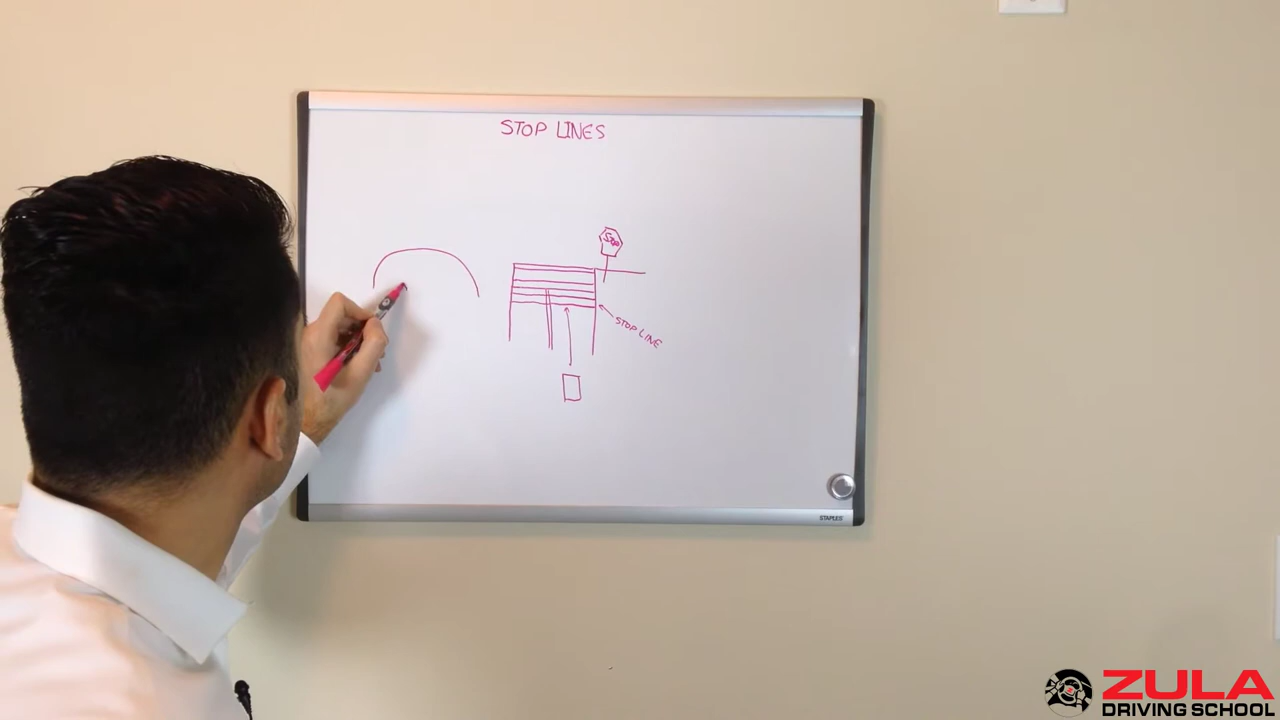 STOP LINES
STOP
STOP LINE
STAPLES
ZULA
DRIVING SCHOOL